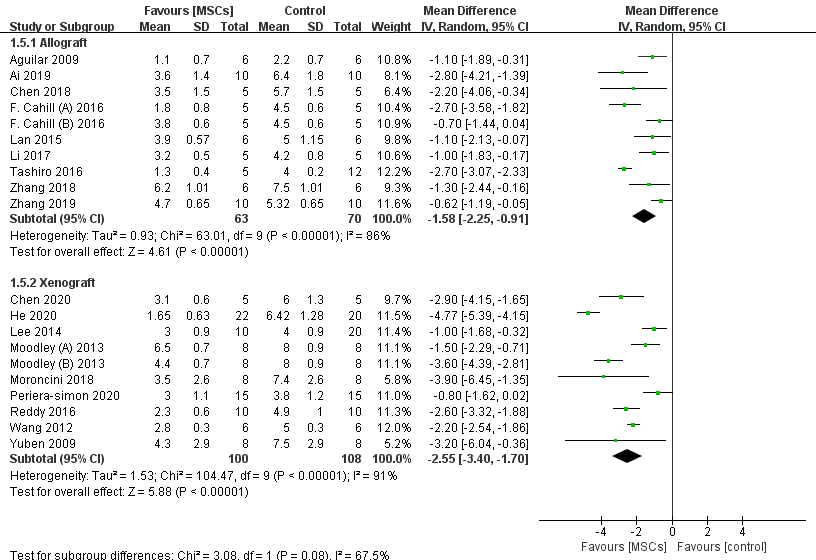 Favours [MSCs] Control Mean Difference Mean Difference
Study or Subgroup Mean SD Total Mean SD Total Weight IV, Random, 95% CI IV, Random, 95% CI
1.5.1 Allograft
Aguilar 2009 1.1 0.7 6 2.2 0.7 6 10.8% -1.10 [-1.89, -0.31]
Ai 2019 3.6 1.4 10 6.4 1.8 10 8.1% -2.80 [-4.21, -1.39]
Chen 2018 3.5 1.5 5 5.7 1.5 5 6.4% -2.20 [-4.06, -0.34]
F. Cahill (A) 2016 1.8 0.8 5 4.5 0.6 5 10.4% -2.70 [-3.58, -1.82]
F. Cahill (B) 2016 3.8 0.6 5 4.5 0.6 5 10.9% -0.70 [-1.44, 0.04]
Lan 2015 3.9 0.57 6 5 1.15 6 9.8% -1.10 [-2.13, -0.07]
Li 2017 3.2 0.5 5 4.2 0.8 5 10.6% -1.00 [-1.83, -0.17]
Tashiro 2016 1.3 0.4 5 4 0.2 12 12.2% -2.70 [-3.07, -2.33]
Zhang 2018 6.2 1.01 6 7.5 1.01 6 9.3% -1.30 [-2.44, -0.16]
Zhang 2019 4.7 0.65 10 5.32 0.65 10 11.6% -0.62 [-1.19, -0.05]
Subtotal (95% CI) 63 70 100.0% -1.58 [-2.25, -0.91]
Heterogeneity: Tau² = 0.93; Chi² = 63.01, df = 9 (P < 0.00001); I² = 86%
Test for overall effect: Z = 4.61 (P < 0.00001)
1.5.2 Xenograft
Chen 2020 3.1 0.6 5 6 1.3 5 9.7% -2.90 [-4.15, -1.65]
He 2020 1.65 0.63 22 6.42 1.28 20 11.5% -4.77 [-5.39, -4.15]
Lee 2014 3 0.9 10 4 0.9 20 11.4% -1.00 [-1.68, -0.32]
Moodley (A) 2013 6.5 0.7 8 8 0.9 8 11.1% -1.50 [-2.29, -0.71]
Moodley (B) 2013 4.4 0.7 8 8 0.9 8 11.1% -3.60 [-4.39, -2.81]
Moroncini 2018 3.5 2.6 8 7.4 2.6 8 5.8% -3.90 [-6.45, -1.35]
Periera-simon 2020 3 1.1 15 3.8 1.2 15 11.1% -0.80 [-1.62, 0.02]
Reddy 2016 2.3 0.6 10 4.9 1 10 11.3% -2.60 [-3.32, -1.88]
Wang 2012 2.8 0.3 6 5 0.3 6 12.0% -2.20 [-2.54, -1.86]
Yuben 2009 4.3 2.9 8 7.5 2.9 8 5.2% -3.20 [-6.04, -0.36]
Subtotal (95% CI) 100 108 100.0% -2.55 [-3.40, -1.70]
Heterogeneity: Tau² = 1.53; Chi² = 104.47, df = 9 (P < 0.00001); I² = 91%
Test for overall effect: Z = 5.88 (P < 0.00001)
-4 -2 0 2 4
Favours [MSCs] Favours [control]
Test for subgroup differences: Chi² = 3.08, df = 1 (P = 0.08), I² = 67.5%